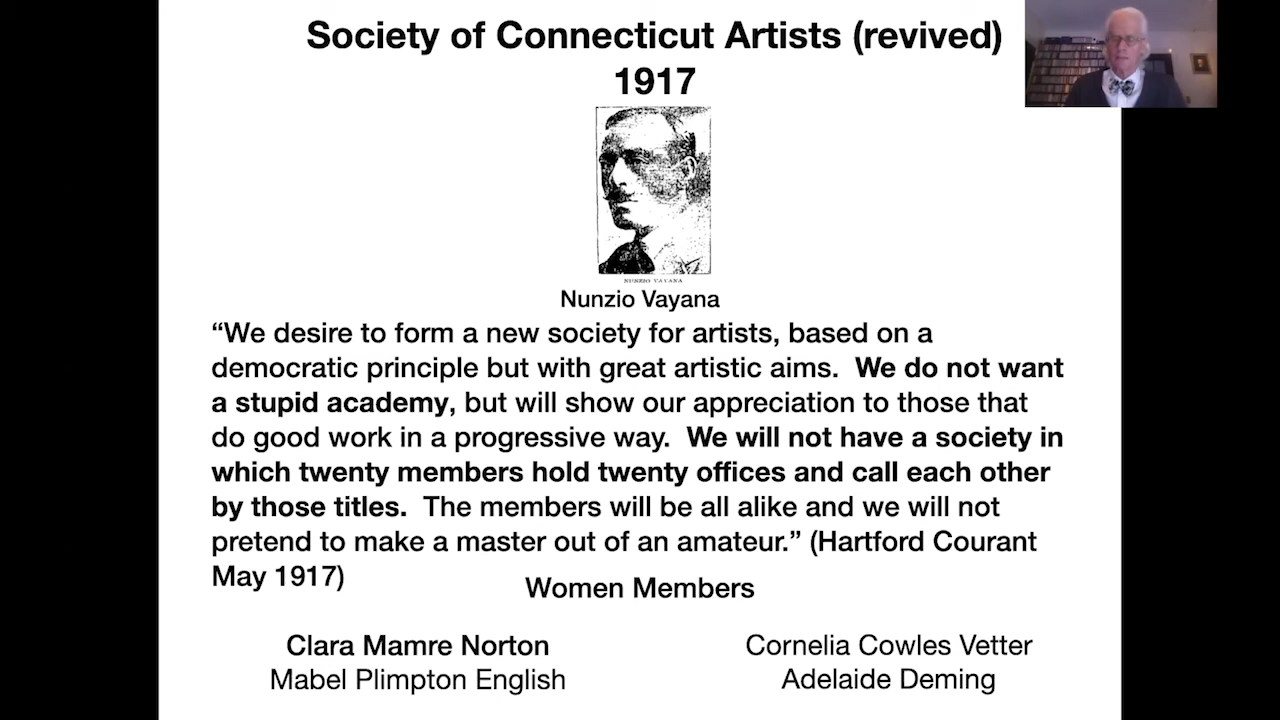 Society of Connecticut Artists (revived)
1917
NUNZIO VAYANA
Nunzio Vayana
“We desire to form a new society for artists, based on a
democratic principle but with great artistic aims.  We do not want
a stupid academy, but will show our appreciation to those that
do good work in a progressive way.  We will not have a society in
which twenty members hold twenty offices and call each other
by those titles.  The members will be all alike and we will not
pretend to make a master out of an amateur.” (Hartford Courant
May 1917)
Women Members
Clara Mamre Norton
Mabel Plimpton English
Cornelia Cowles Vetter
Adelaide Deming